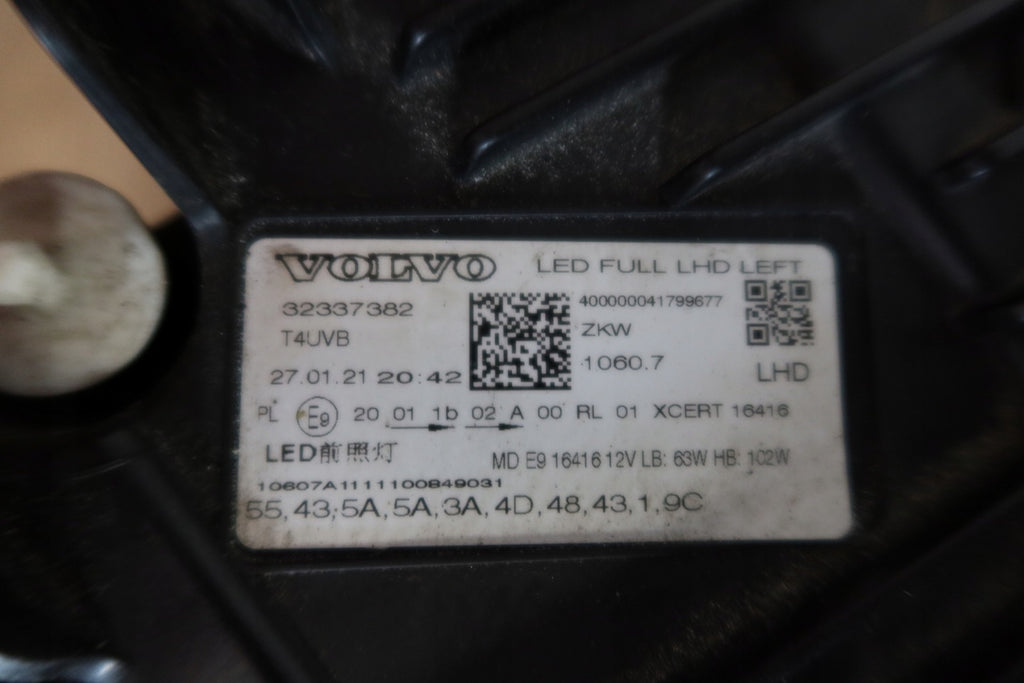 VOLVO LED FULL LHD LEFT
32337382 400000041799677
T4UVB ZKW
1060.7 LHD
27.01.21 20:42
PL E9 20 01 1b 02 A 00 RL 01 XCERT 16416
LED前照灯 MD E9 16416 12V LB: 63W HB: 102W
10607A1111100849031
55,43,5A,5A,3A,4D,48,43,1,9C